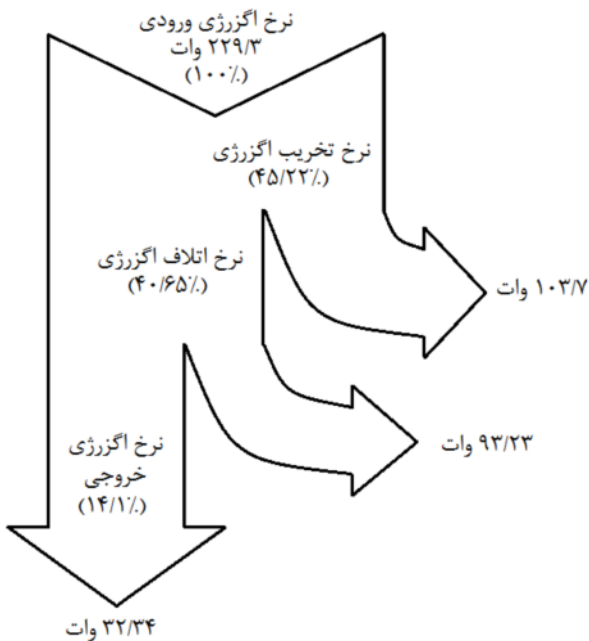 نرخ اگزرژی ورودی
۲۲۹/۳ وات
(۱۰۰٪)
نرخ تخریب اگزرژی
(۴۵/۲۲٪)
نرخ اتلاف اگزرژی
(۴۰/۶۵٪)
۱۰۳/۷ وات
نرخ اگزرژی
خروجی
(۱۴/۱٪)
۹۳/۲۳ وات
۳۲/۳۴ وات